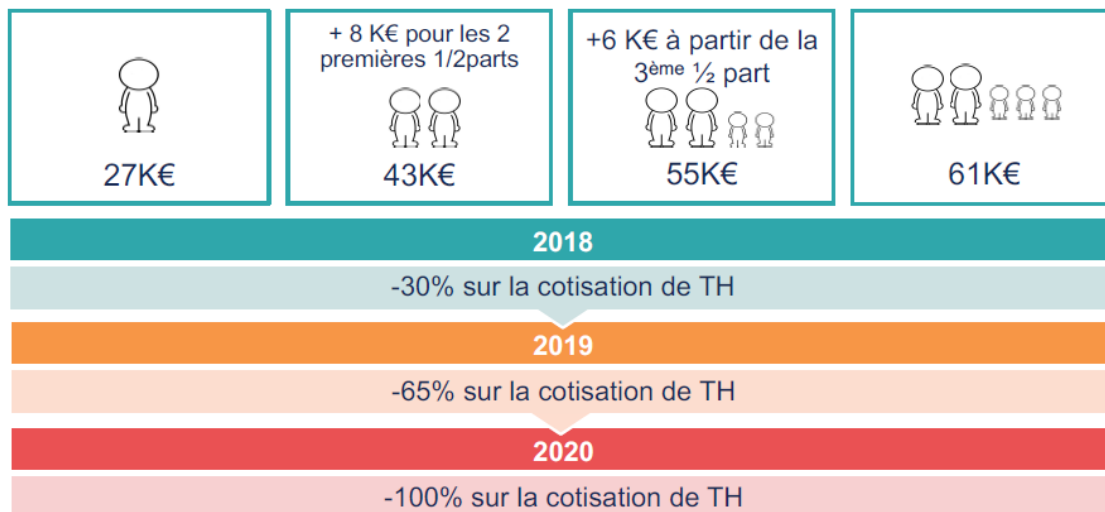 27K€
+ 8 K€ pour les 2
premières 1/2parts
43K€
+6 K€ à partir de la
3ème ½ part
55K€
61K€
2018
-30% sur la cotisation de TH
2019
-65% sur la cotisation de TH
2020
-100% sur la cotisation de TH